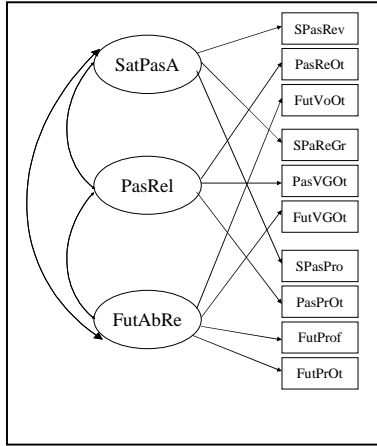 SPasRev
SatPasA
PasReOt
FutVoOt
SPaReGr
PasRel
PasVGOt
FutVGOt
SPasPro
PasPrOt
FutAbRe
FutProf
FutPrOt